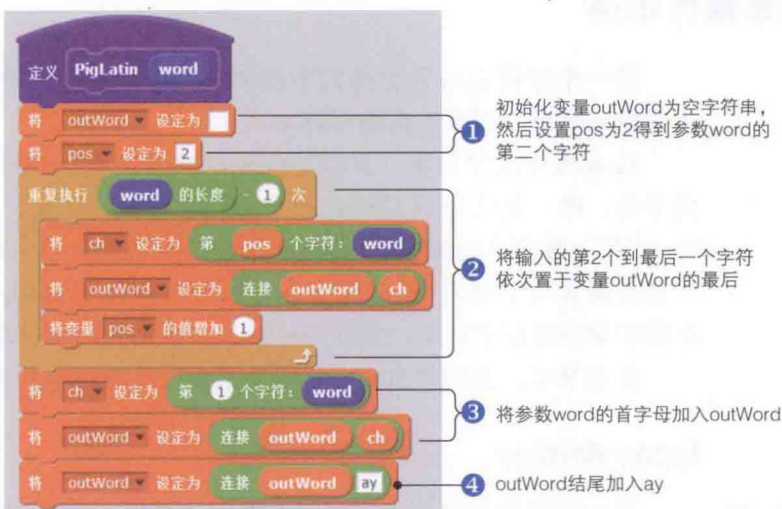 定义 PigLatin word
将 outWord 设定为
将 pos 设定为 2
重复执行 word 的长度 - 1 次
将 ch 设定为 第 pos 个字符: word
将 outWord 设定为 连接 outWord ch
将变量 pos 的值增加 1
将 ch 设定为 第 1 个字符: word
将 outWord 设定为 连接 outWord ch
将 outWord 设定为 连接 outWord ay
1 初始化变量outWord为空字符串，
然后设置pos为2得到参数word的
第二个字符
2 将输入的第2个到最后一个字符
依次置于变量outWord的最后
3 将参数word的首字母加入outWord
4 outWord结尾加入ay